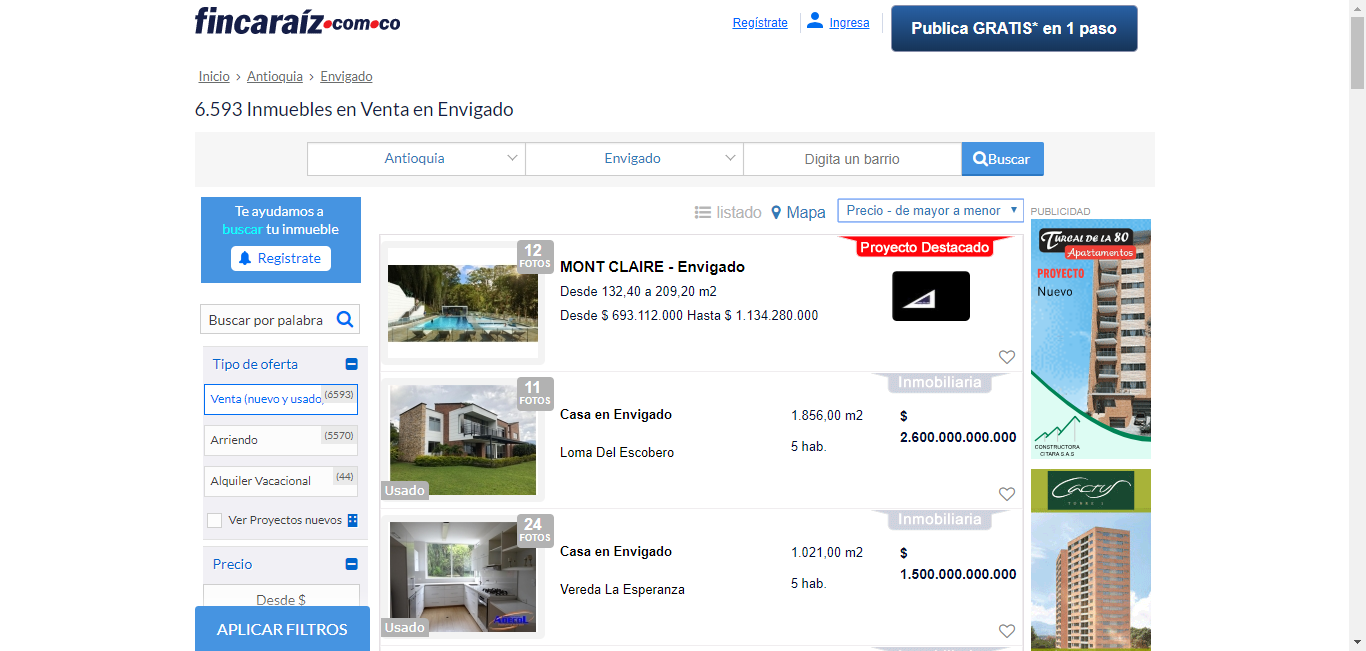 fincaraíz.com.co
Regístrate
Ingresa
Publica GRATIS* en 1 paso
Inicio › Antioquia › Envigado
6.593 Inmuebles en Venta en Envigado
Antioquia
Envigado
Digita un barrio
Buscar
Te ayudamos a
buscar tu inmueble
Registrate
Buscar por palabra
Tipo de oferta
Venta (nuevo y usado) (6593)
Arriendo (5570)
Alquiler Vacacional (44)
Ver Proyectos nuevos
Precio
Desde $
APLICAR FILTROS
listado
Mapa
Precio - de mayor a menor
12
FOTOS
MONT CLAIRE - Envigado
Desde 132,40 a 209,20 m2
Desde $ 693.112.000 Hasta $ 1.134.280.000
Proyecto Destacado
11
FOTOS
Usado
Casa en Envigado
Loma Del Escobero
1.856,00 m2
5 hab.
Inmobiliaria
$
2.600.000.000.000
24
FOTOS
Usado
Casa en Envigado
Vereda La Esperanza
1.021,00 m2
5 hab.
Inmobiliaria
$
1.500.000.000.000
Inmobiliaria
PUBLICIDAD
TURCAL DE LA 80
Apartamentos
PROYECTO
Nuevo
CONSTRUCTORA
CITARA S.A.S
Cactus